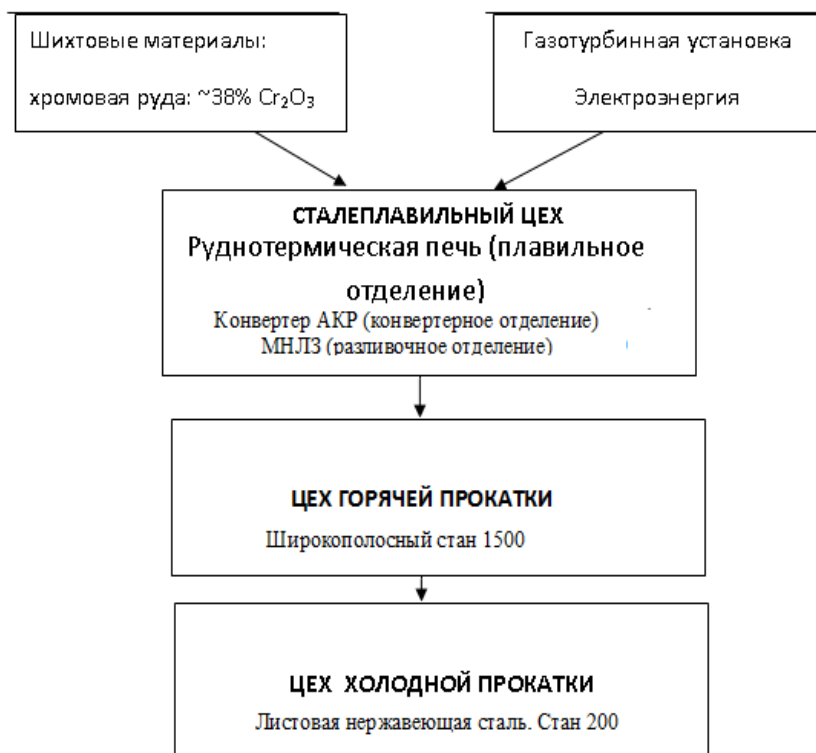 Шихтовые материалы:
хромовая руда: ~38% Cr₂O₃
Газотурбинная установка
Электроэнергия
СТАЛЕПЛАВИЛЬНЫЙ ЦЕХ
Руднотермическая печь (плавильное
отделение)
Конвертер АКР (конвертерное отделение)
МНЛЗ (разливочное отделение)
ЦЕХ ГОРЯЧЕЙ ПРОКАТКИ
Широкополосный стан 1500
ЦЕХ ХОЛОДНОЙ ПРОКАТКИ
Листовая нержавеющая сталь. Стан 200